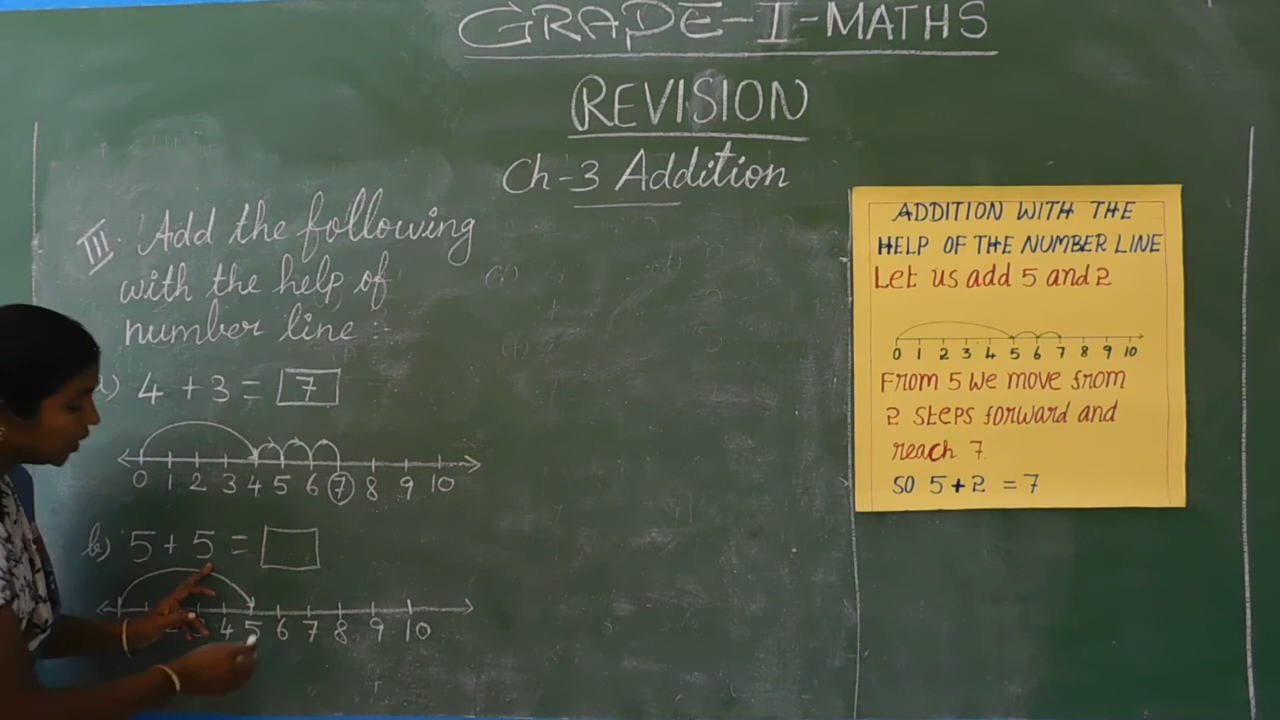 GRADE-I-MATHS
REVISION
Ch-3 Addition
III. Add the following
with the help of
number line :-
4 + 3 = 7
0 1 2 3 4 5 6 7 8 9 10
b) 5 + 5 =
4 5 6 7 8 9 10
ADDITION WITH THE
HELP OF THE NUMBER LINE
Let us add 5 and 2
0 1 2 3 4 5 6 7 8 9 10
From 5 We move from
2 steps forward and
reach 7.
SO 5+2 = 7